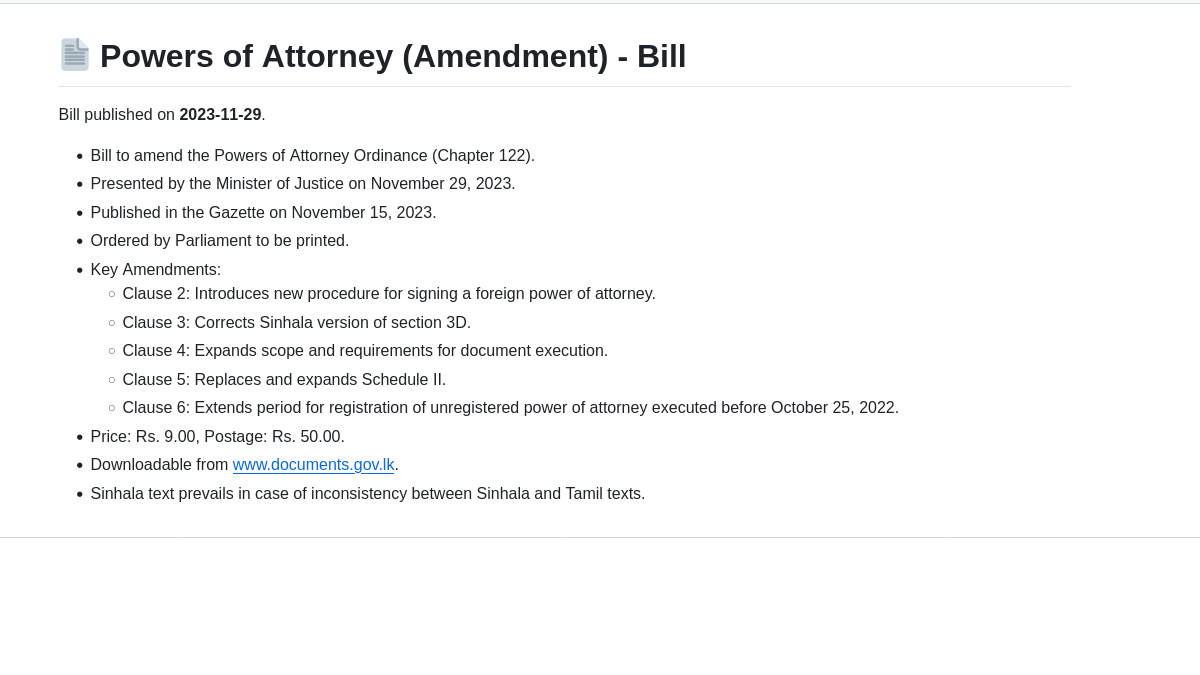 Powers of Attorney (Amendment) - Bill
Bill published on 2023-11-29.
Bill to amend the Powers of Attorney Ordinance (Chapter 122).
Presented by the Minister of Justice on November 29, 2023.
Published in the Gazette on November 15, 2023.
Ordered by Parliament to be printed.
Key Amendments:
Clause 2: Introduces new procedure for signing a foreign power of attorney.
Clause 3: Corrects Sinhala version of section 3D.
Clause 4: Expands scope and requirements for document execution.
Clause 5: Replaces and expands Schedule II.
Clause 6: Extends period for registration of unregistered power of attorney executed before October 25, 2022.
Price: Rs. 9.00, Postage: Rs. 50.00.
Downloadable from www.documents.gov.lk.
Sinhala text prevails in case of inconsistency between Sinhala and Tamil texts.